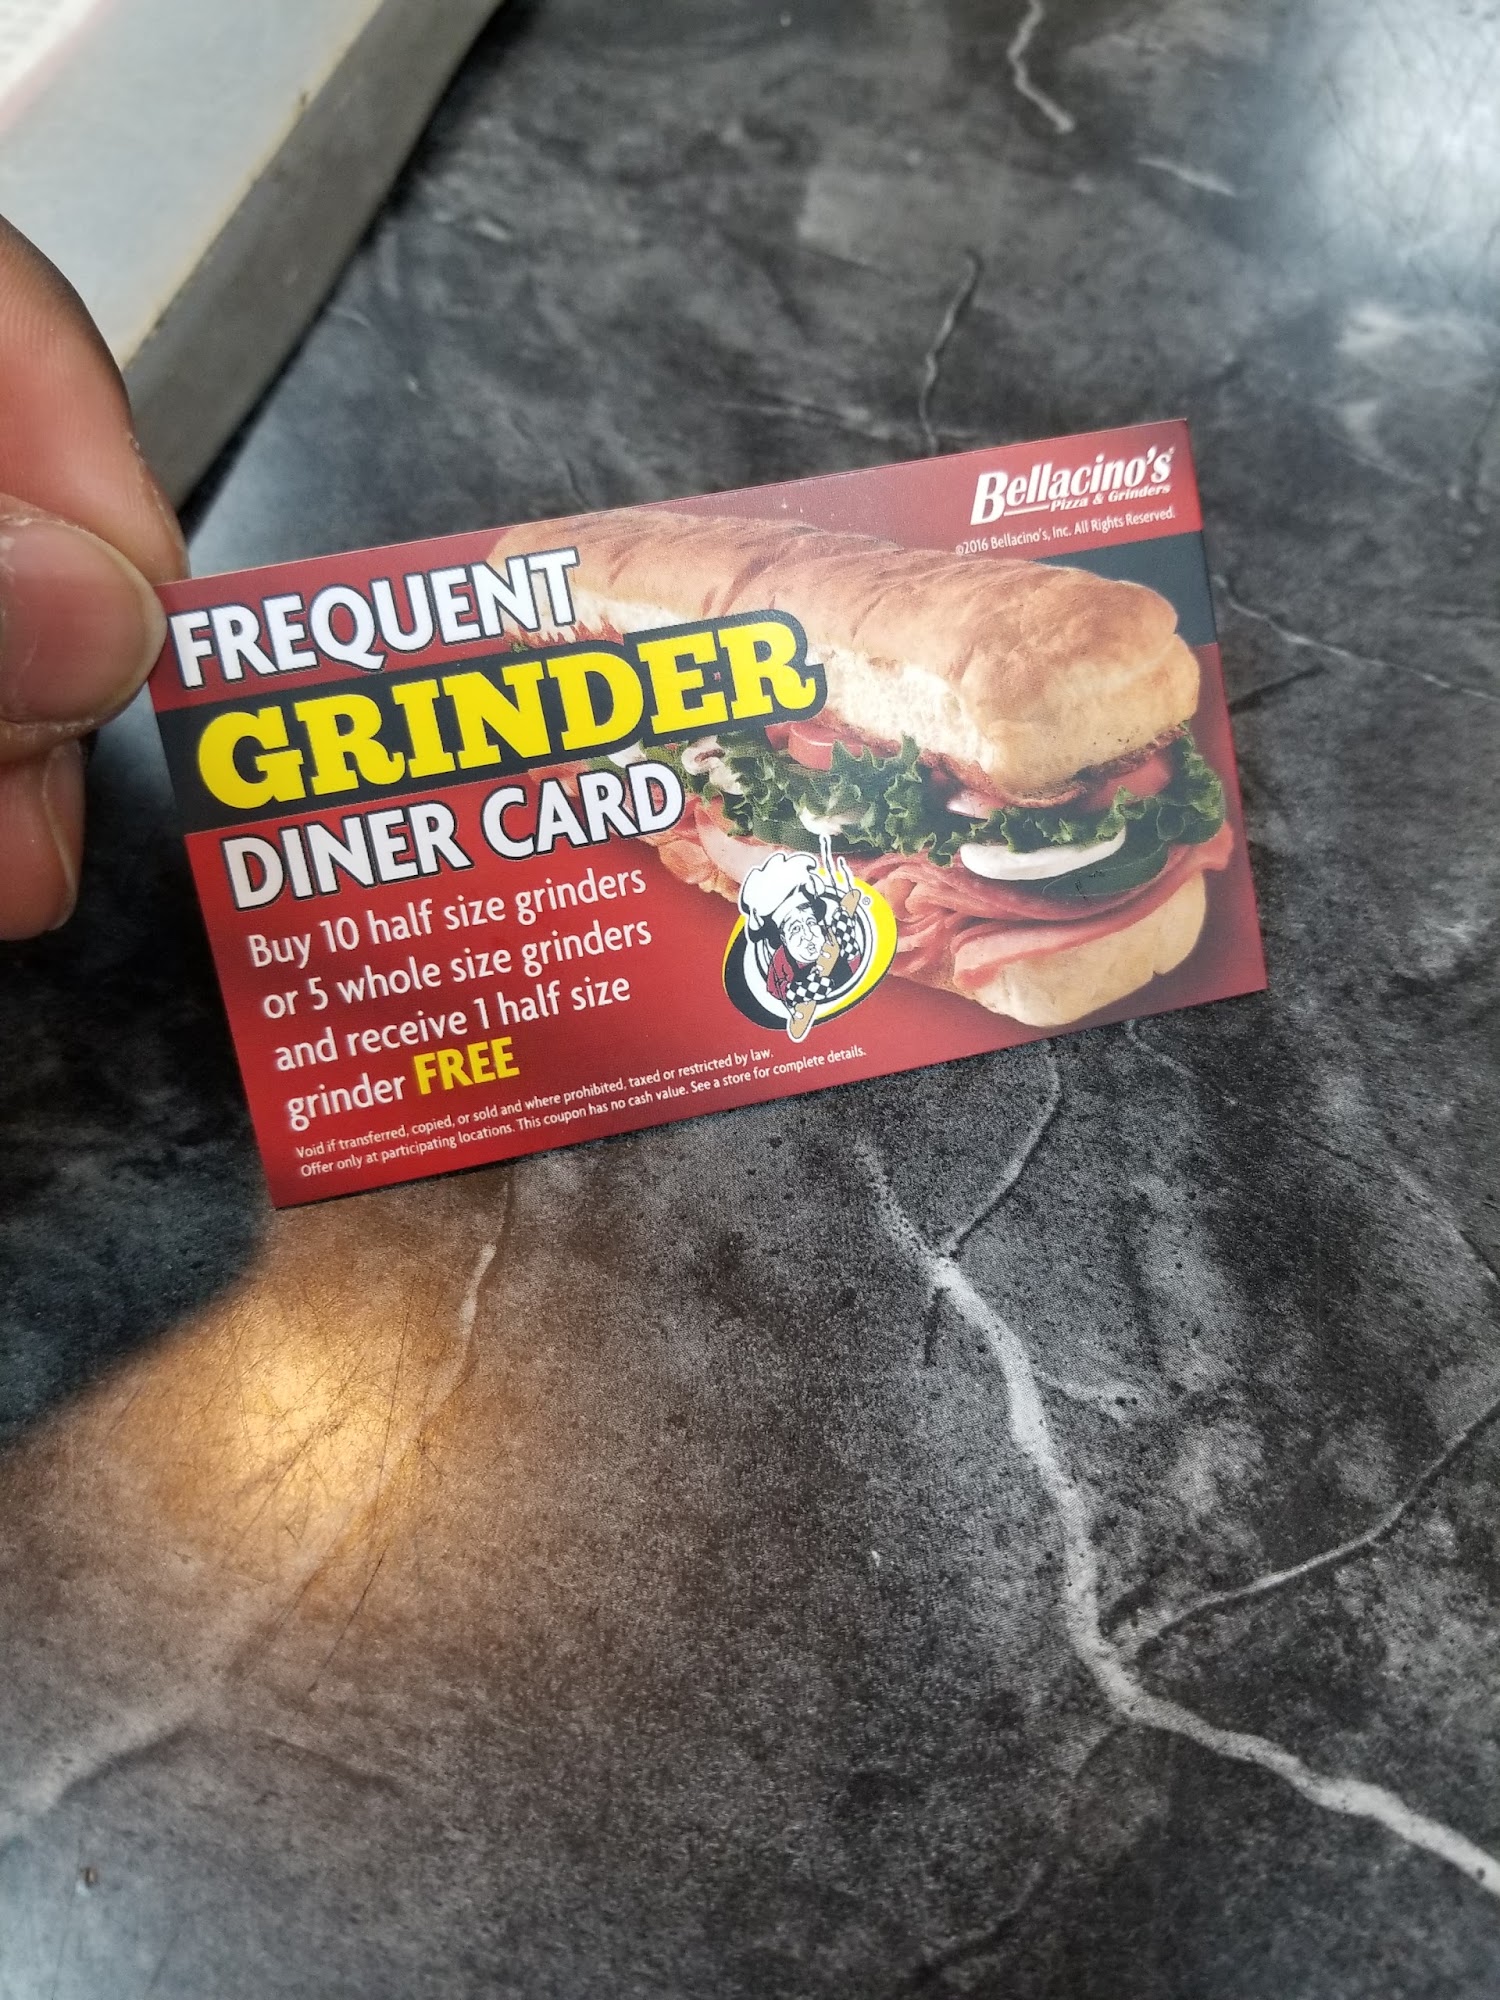 Bellacino's®
Pizza & Grinders
©2016 Bellacino's, Inc. All Rights Reserved.
FREQUENT
GRINDER
DINER CARD
Buy 10 half size grinders
or 5 whole size grinders
and receive 1 half size
grinder FREE
®
Void if transferred, copied, or sold and where prohibited, taxed or restricted by law.
Offer only at participating locations. This coupon has no cash value. See a store for complete details.